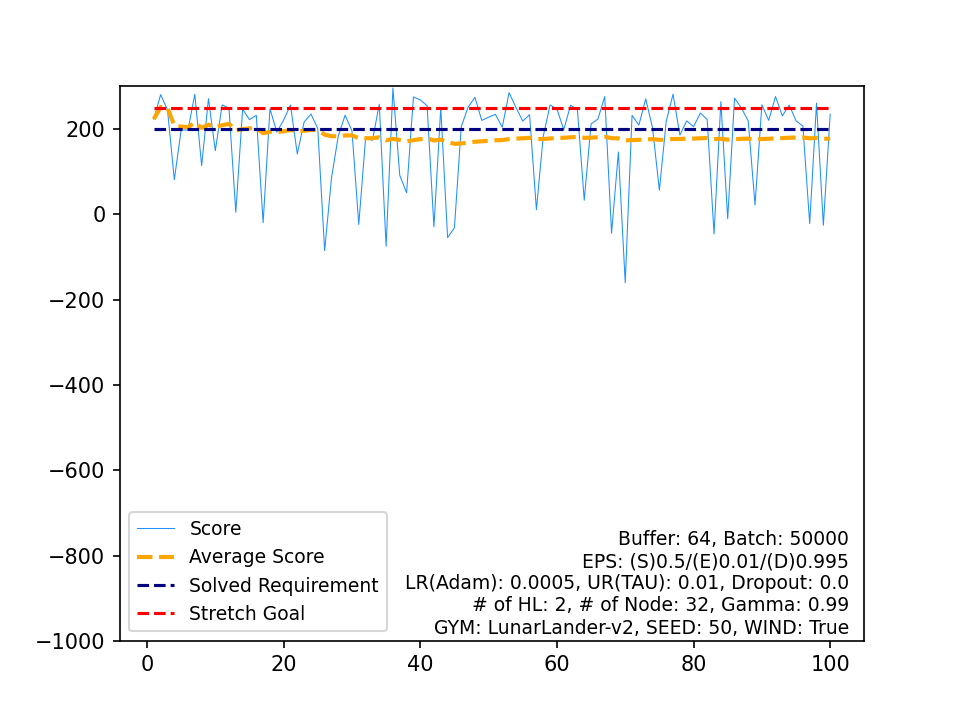 200
0
−200
−400
−600
−800
−1000
0
20
40
60
80
100
Score
Average Score
Solved Requirement
Stretch Goal
Buffer: 64, Batch: 50000
EPS: (S)0.5/(E)0.01/(D)0.995
LR(Adam): 0.0005, UR(TAU): 0.01, Dropout: 0.0
# of HL: 2, # of Node: 32, Gamma: 0.99
GYM: LunarLander-v2, SEED: 50, WIND: True